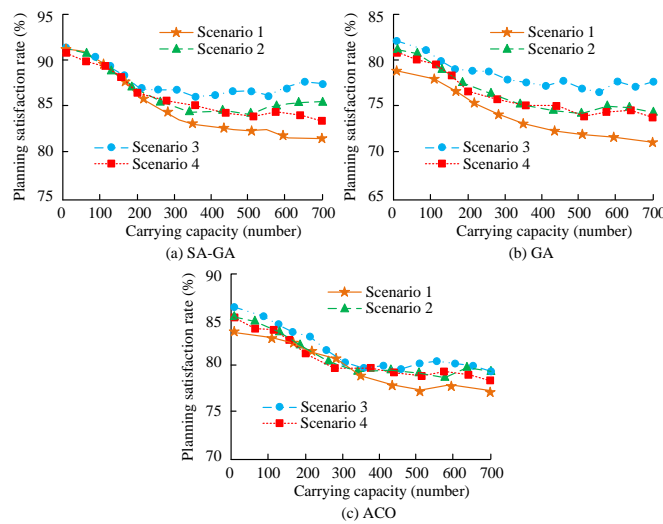 Planning satisfaction rate (%)
95
90
85
80
75
0 100 200 300 400 500 600 700
Scenario 1
Scenario 2
Scenario 3
Scenario 4
Carrying capacity (number)
(a) SA-GA
Planning satisfaction rate (%)
85
80
75
70
65
0 100 200 300 400 500 600 700
Scenario 1
Scenario 2
Scenario 3
Scenario 4
Carrying capacity (number)
(b) GA
Planning satisfaction rate (%)
90
85
80
75
70
0 100 200 300 400 500 600 700
Scenario 1
Scenario 2
Scenario 3
Scenario 4
Carrying capacity (number)
(c) ACO